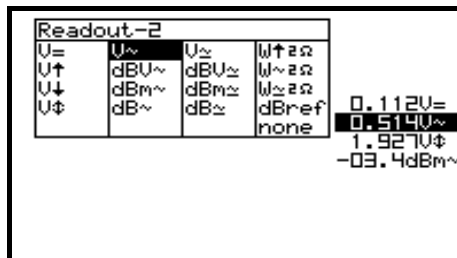 Readout-2
V= V~ V≃ W↑2Ω
V↑ dBV~ dBV≃ W~2Ω
V↓ dBm~ dBm≃ W≃2Ω
V↕ dB~ dB≃ dBref
none
0.112V=
0.514V~
1.927V↕
-03.4dBm~